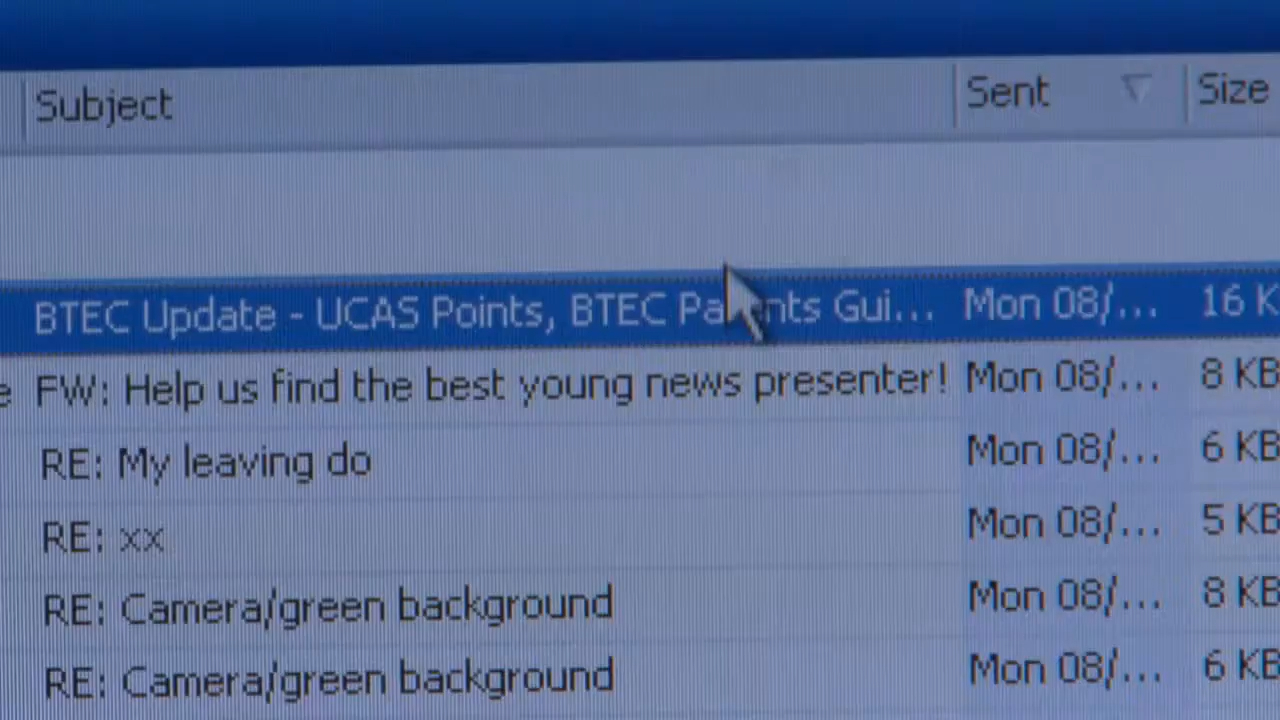 Subject Sent Size
BTEC Update - UCAS Points, BTEC Parents Gui... Mon 08/... 16 K
e FW: Help us find the best young news presenter! Mon 08/... 8 KB
RE: My leaving do Mon 08/... 6 KB
RE: xx Mon 08/... 5 KB
RE: Camera/green background Mon 08/... 8 KB
RE: Camera/green background Mon 08/... 6 KB